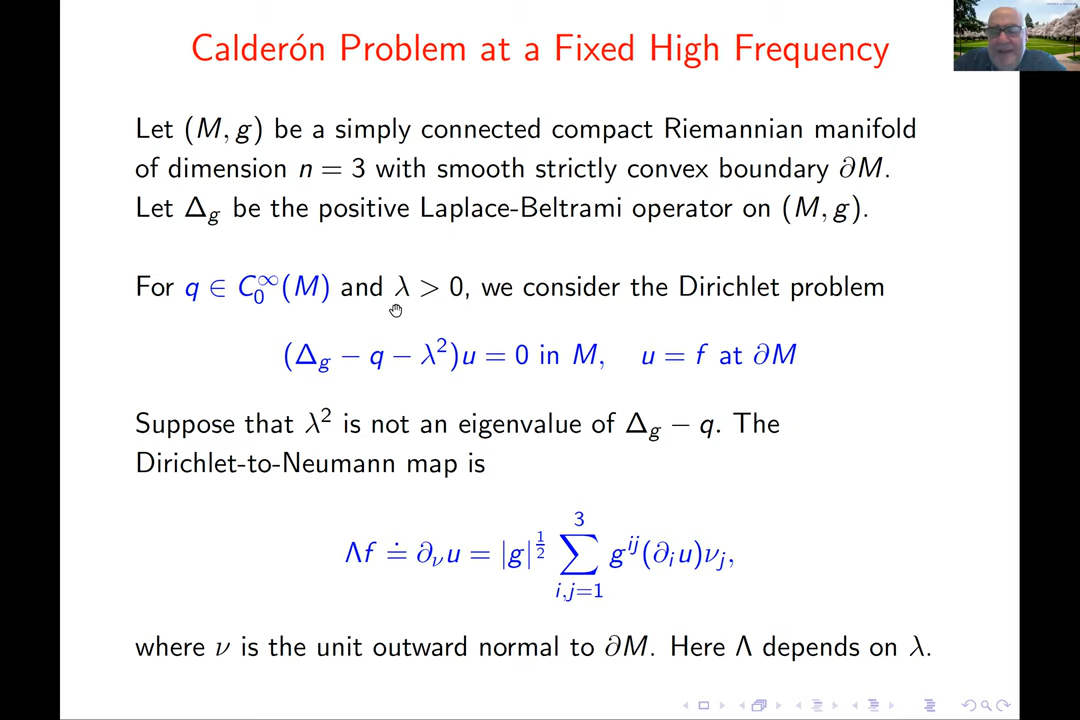 Calderón Problem at a Fixed High Frequency
Let (M, g) be a simply connected compact Riemannian manifold
of dimension n = 3 with smooth strictly convex boundary ∂M.
Let Δ_g be the positive Laplace-Beltrami operator on (M, g).
For q ∈ C_0^∞(M) and λ > 0, we consider the Dirichlet problem
(Δ_g − q − λ²)u = 0 in M, u = f at ∂M
Suppose that λ² is not an eigenvalue of Δ_g − q. The
Dirichlet-to-Neumann map is
Λf ≐ ∂_ν u = |g|^{1/2} ∑_{i,j=1}^{3} g^{ij}(∂_i u)ν_j,
where ν is the unit outward normal to ∂M. Here Λ depends on λ.